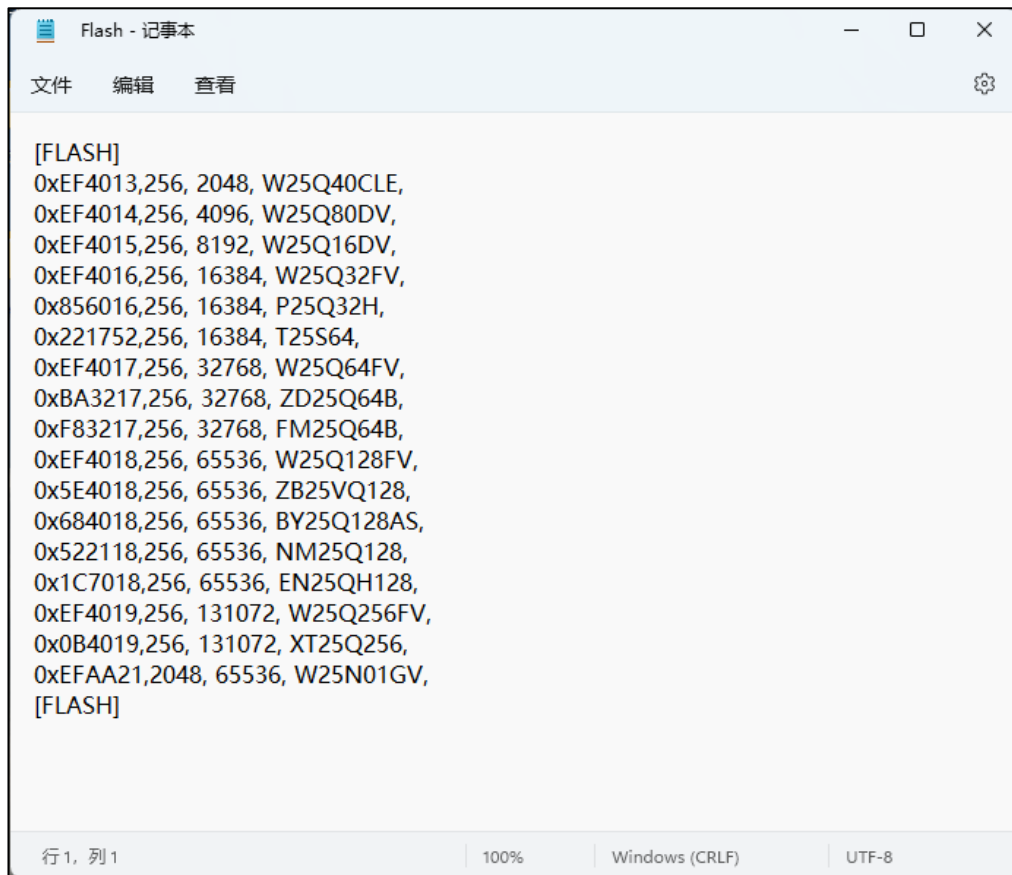 Flash - 记事本
文件 编辑 查看
[FLASH]
0xEF4013,256, 2048, W25Q40CLE,
0xEF4014,256, 4096, W25Q80DV,
0xEF4015,256, 8192, W25Q16DV,
0xEF4016,256, 16384, W25Q32FV,
0x856016,256, 16384, P25Q32H,
0x221752,256, 16384, T25S64,
0xEF4017,256, 32768, W25Q64FV,
0xBA3217,256, 32768, ZD25Q64B,
0xF83217,256, 32768, FM25Q64B,
0xEF4018,256, 65536, W25Q128FV,
0x5E4018,256, 65536, ZB25VQ128,
0x684018,256, 65536, BY25Q128AS,
0x522118,256, 65536, NM25Q128,
0x1C7018,256, 65536, EN25QH128,
0xEF4019,256, 131072, W25Q256FV,
0x0B4019,256, 131072, XT25Q256,
0xEFAA21,2048, 65536, W25N01GV,
[FLASH]
行 1, 列 1 100% Windows (CRLF) UTF-8